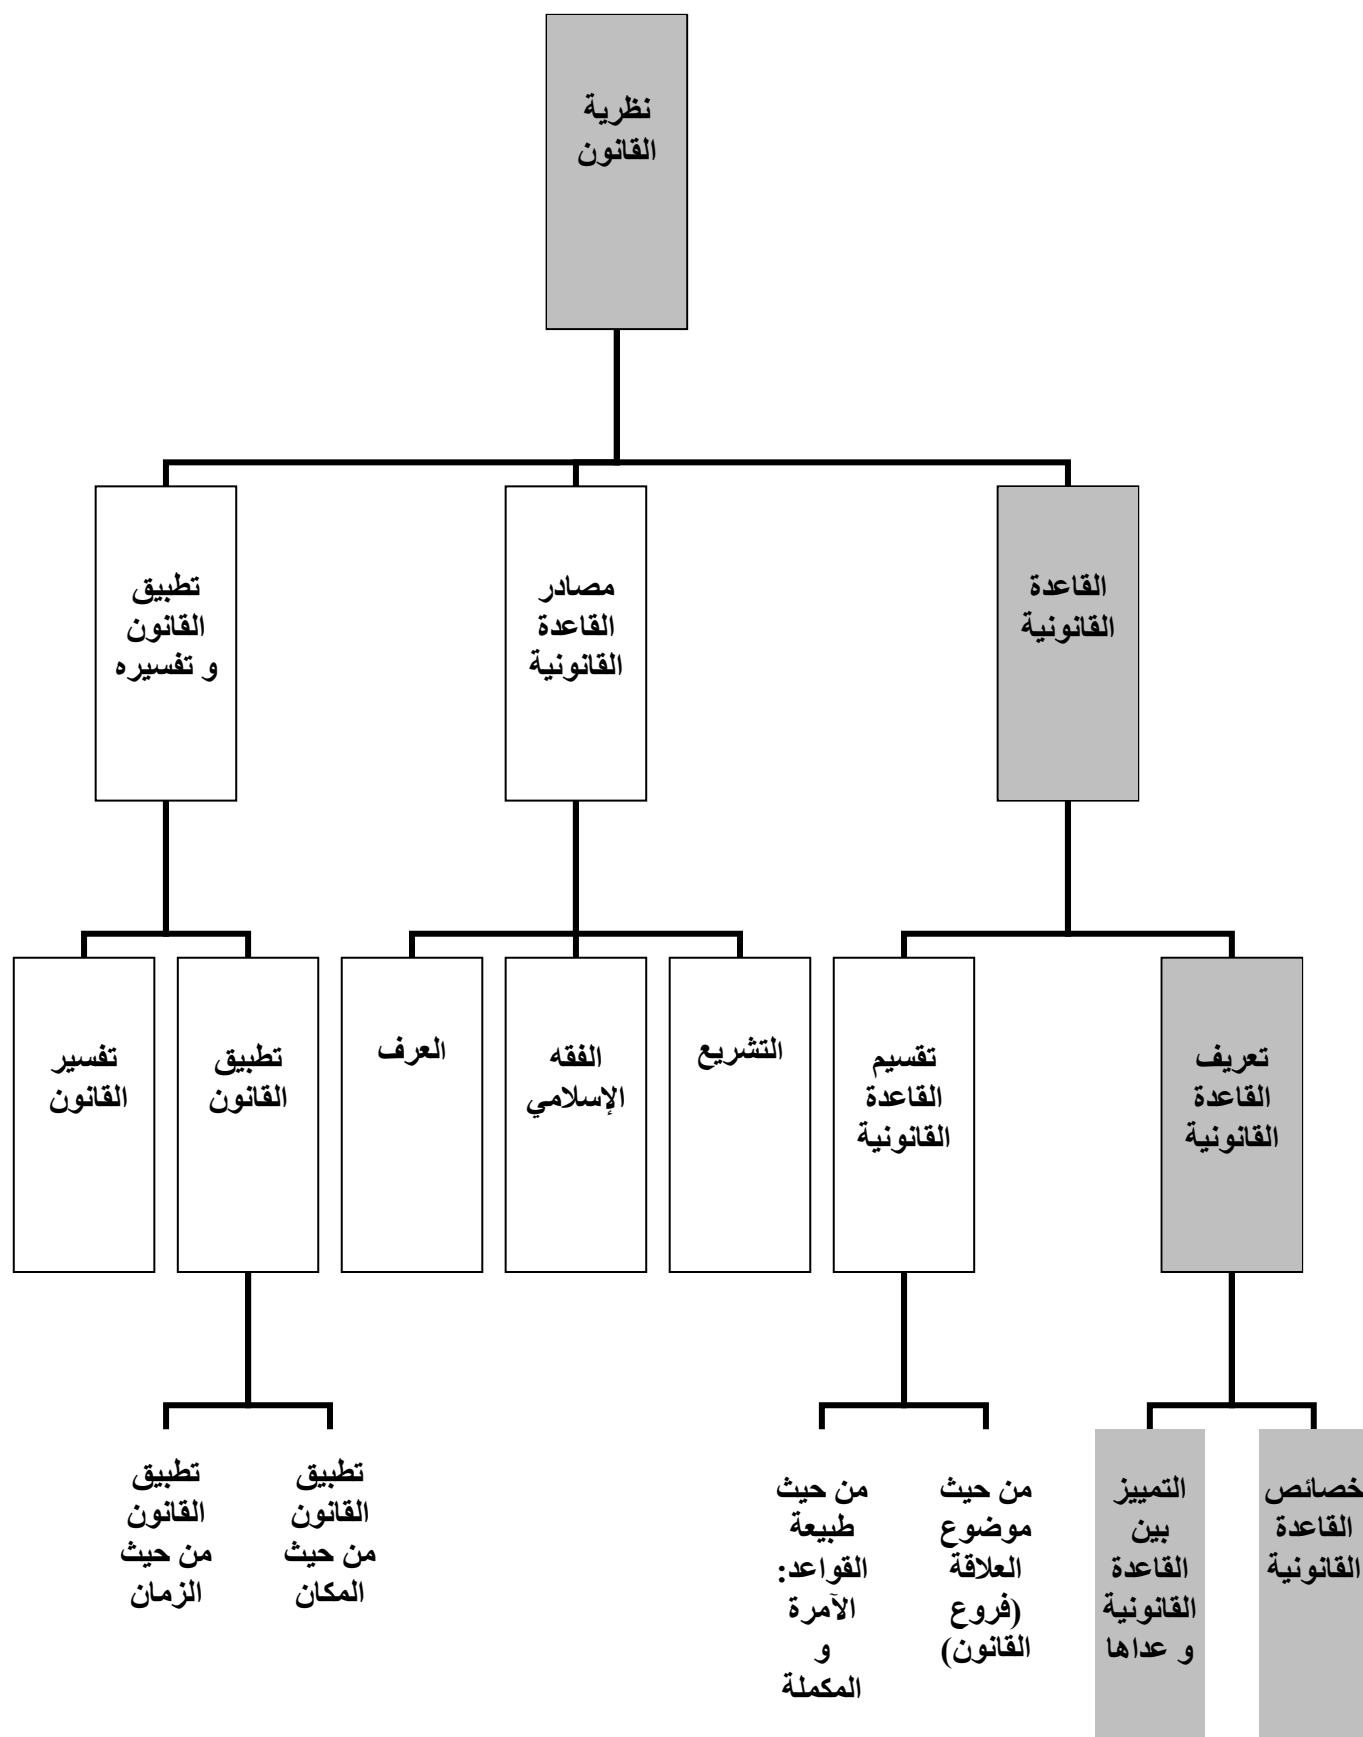 نظرية
القانون
القاعدة
القانونية
مصادر
القاعدة
القانونية
تطبيق
القانون
و تفسيره
تعريف
القاعدة
القانونية
تقسيم
القاعدة
القانونية
التشريع
الفقه
الإسلامي
العرف
تطبيق
القانون
تفسير
القانون
خصائص
القاعدة
القانونية
التمييز
بين
القاعدة
القانونية
و عداها
من حيث
موضوع
العلاقة
(فروع
القانون)
من حيث
طبيعة
القواعد:
الآمرة
و
المكملة
تطبيق
القانون
من حيث
المكان
تطبيق
القانون
من حيث
الزمان